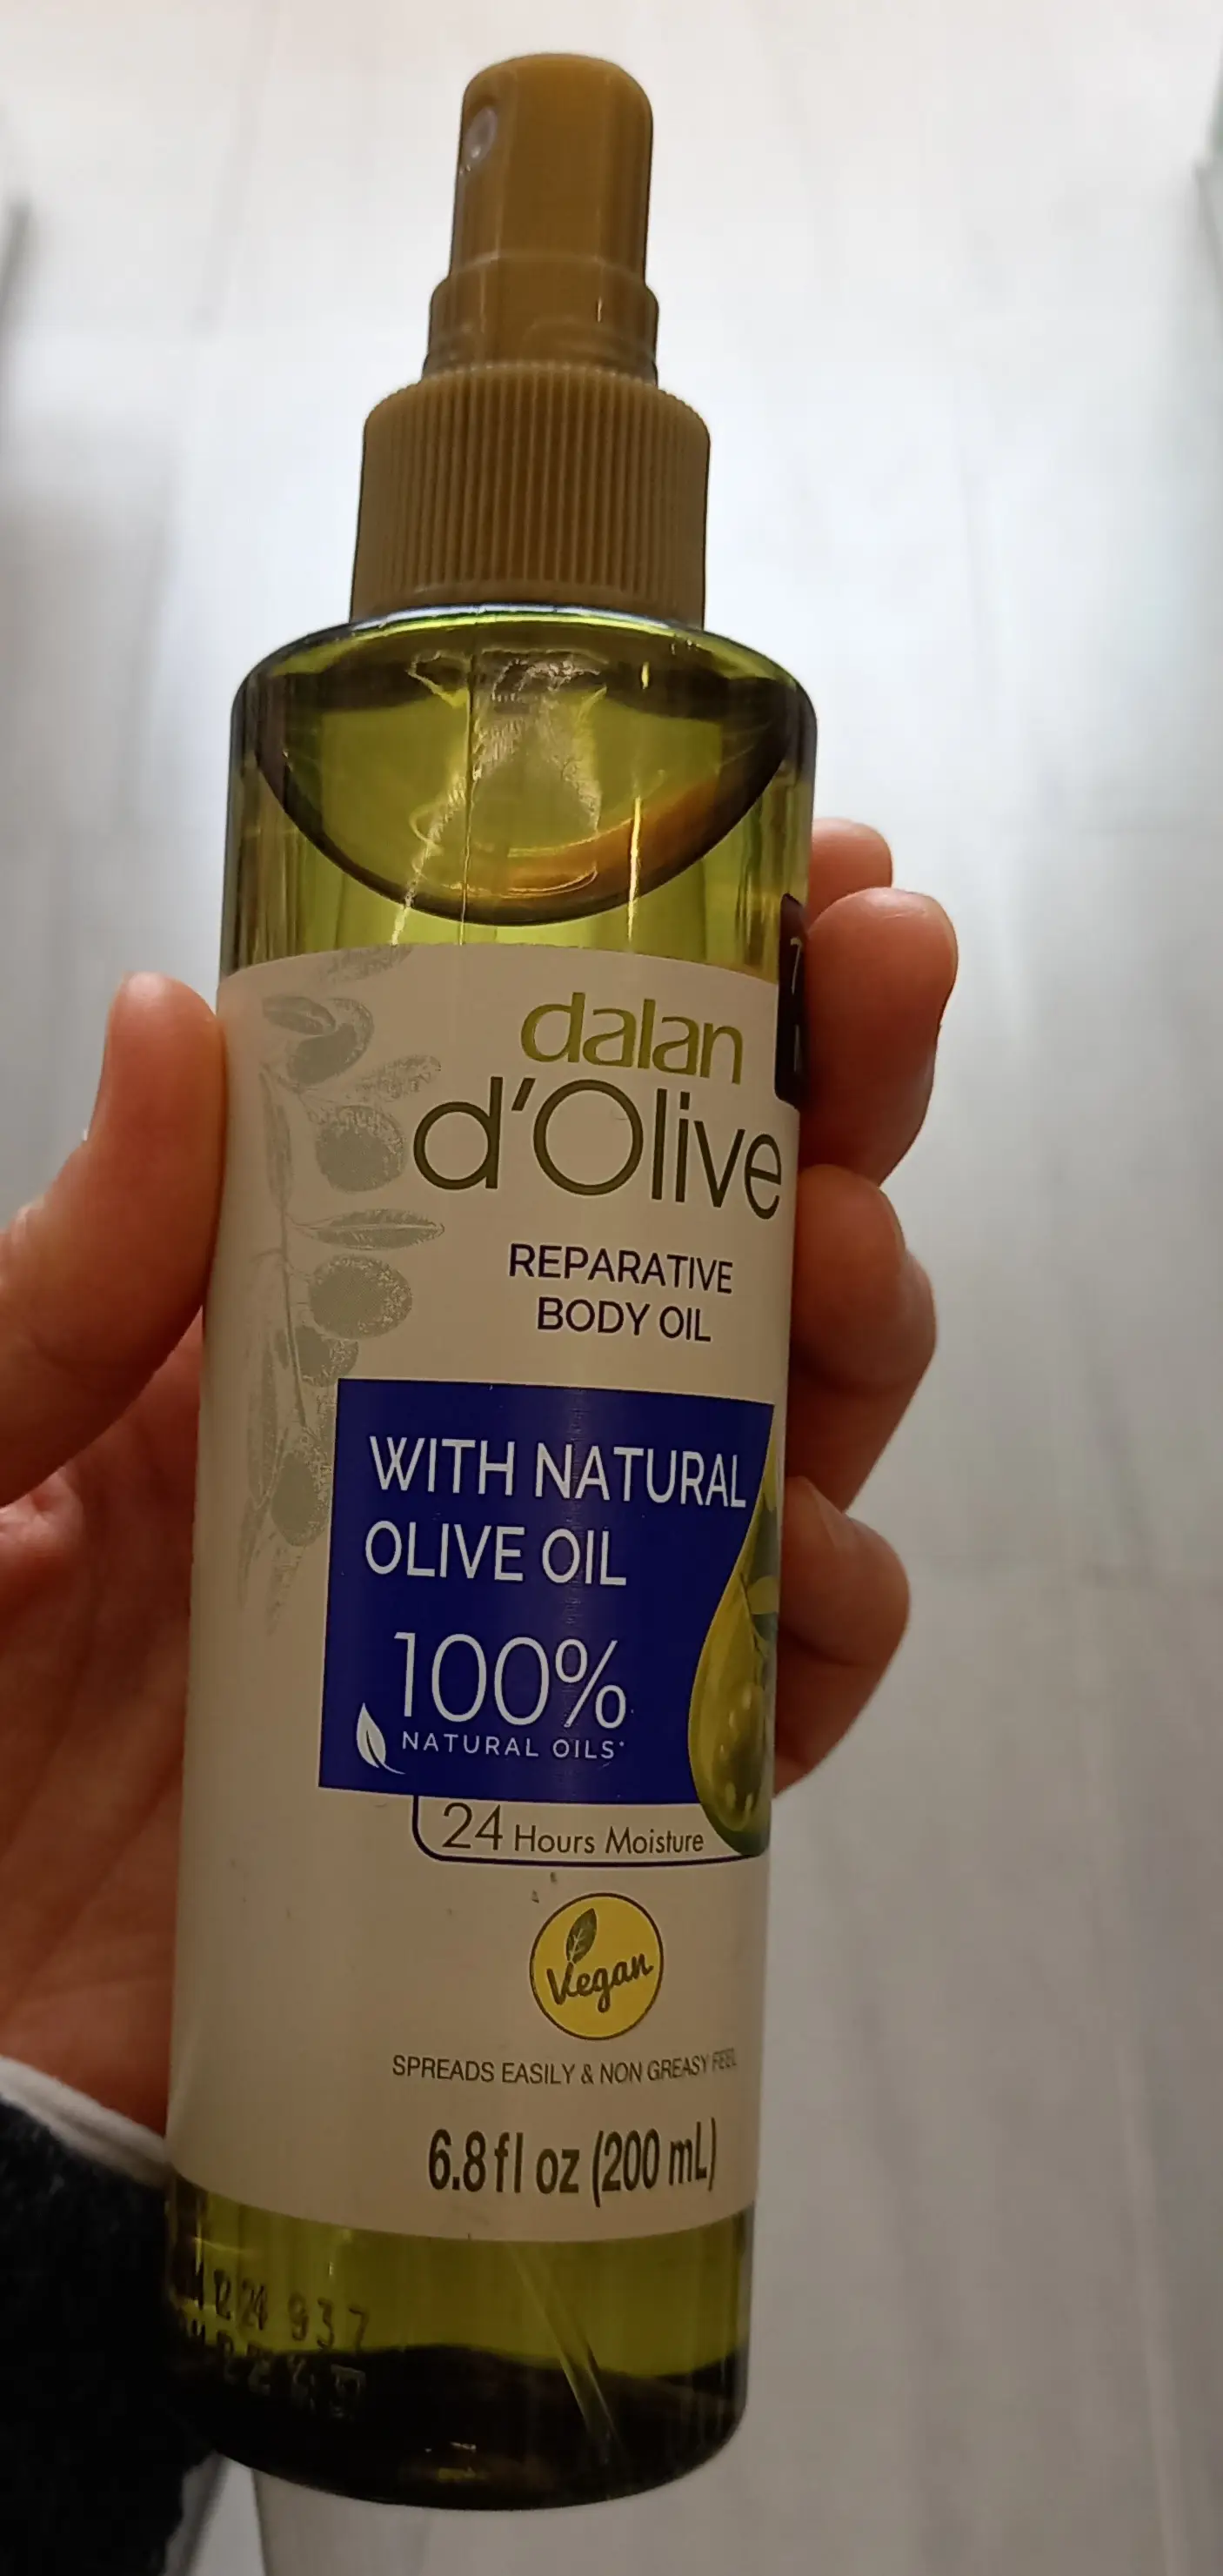 dalan
d'Olive
REPARATIVE
BODY OIL
WITH NATURAL
OLIVE OIL
100%
NATURAL OILS*
24 Hours Moisture
Vegan
SPREADS EASILY & NON GREASY FEEL
6.8 fl oz (200 mL)
937